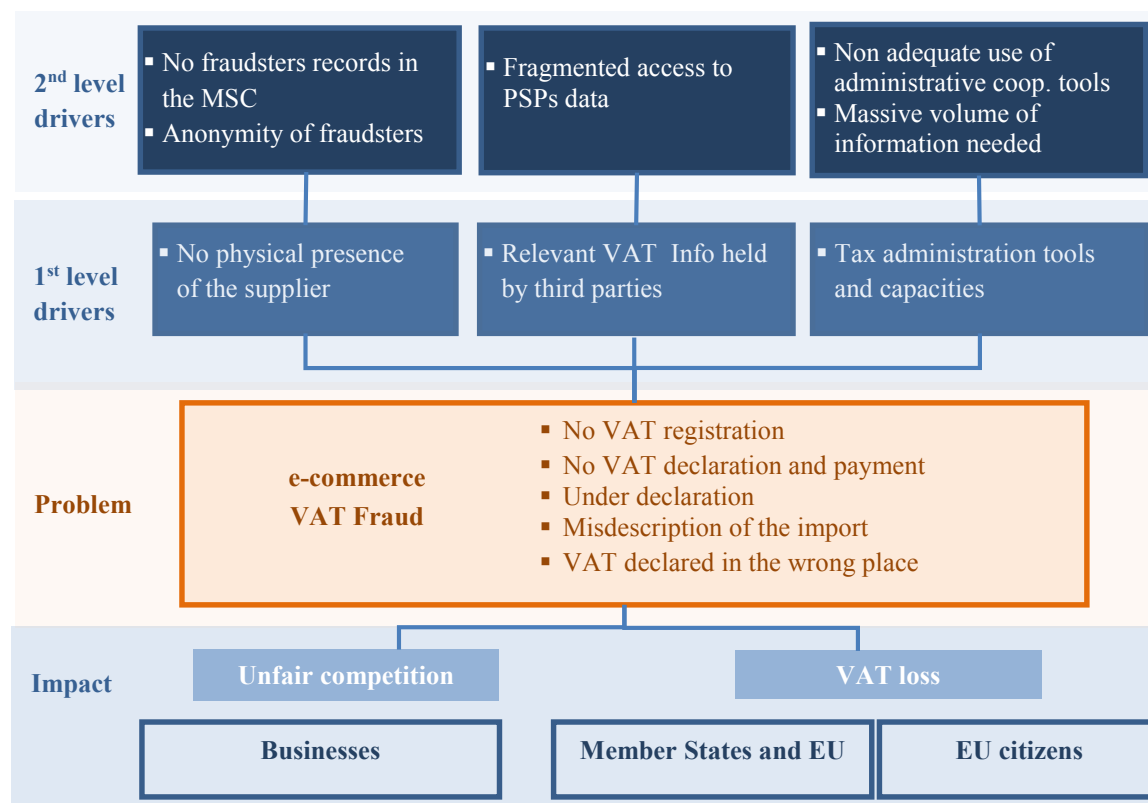 2nd level
drivers
▪ No fraudsters records in
the MSC
▪ Anonymity of fraudsters
▪ Fragmented access to
PSPs data
▪ Non adequate use of
administrative coop. tools
▪ Massive volume of
information needed
1st level
drivers
▪ No physical presence
of the supplier
▪ Relevant VAT Info held
by third parties
▪ Tax administration tools
and capacities
Problem
e-commerce
VAT Fraud
▪ No VAT registration
▪ No VAT declaration and payment
▪ Under declaration
▪ Misdescription of the import
▪ VAT declared in the wrong place
Impact
Unfair competition
VAT loss
Businesses
Member States and EU
EU citizens